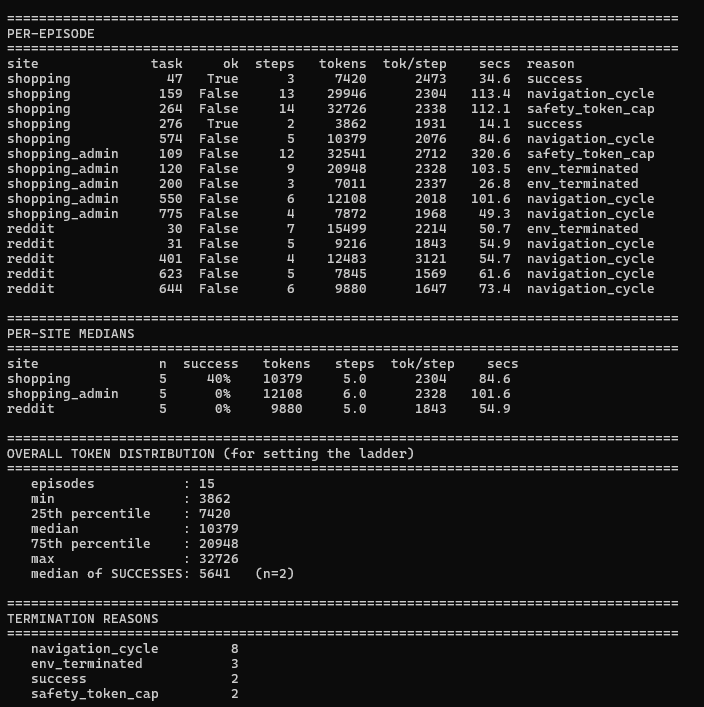 ====================================================================================
PER-EPISODE
====================================================================================
site              task     ok  steps   tokens  tok/step   secs  reason
shopping            47   True      3     7420      2473   34.6  success
shopping           159  False     13    29946      2304  113.4  navigation_cycle
shopping           264  False     14    32726      2338  112.1  safety_token_cap
shopping           276   True      2     3862      1931   14.1  success
shopping           574  False      5    10379      2076   84.6  navigation_cycle
shopping_admin     109  False     12    32541      2712  320.6  safety_token_cap
shopping_admin     120  False      9    20948      2328  103.5  env_terminated
shopping_admin     200  False      3     7011      2337   26.8  env_terminated
shopping_admin     550  False      6    12108      2018  101.6  navigation_cycle
shopping_admin     775  False      4     7872      1968   49.3  navigation_cycle
reddit              30  False      7    15499      2214   50.7  env_terminated
reddit              31  False      5     9216      1843   54.9  navigation_cycle
reddit             401  False      4    12483      3121   54.7  navigation_cycle
reddit             623  False      5     7845      1569   61.6  navigation_cycle
reddit             644  False      6     9880      1647   73.4  navigation_cycle
====================================================================================
PER-SITE MEDIANS
====================================================================================
site               n  success   tokens   steps  tok/step    secs
shopping           5      40%    10379     5.0      2304    84.6
shopping_admin     5       0%    12108     6.0      2328   101.6
reddit             5       0%     9880     5.0      1843    54.9
====================================================================================
OVERALL TOKEN DISTRIBUTION (for setting the ladder)
====================================================================================
episodes           : 15
min                : 3862
25th percentile    : 7420
median             : 10379
75th percentile    : 20948
max                : 32726
median of SUCCESSES: 5641   (n=2)
====================================================================================
TERMINATION REASONS
====================================================================================
navigation_cycle         8
env_terminated           3
success                  2
safety_token_cap         2